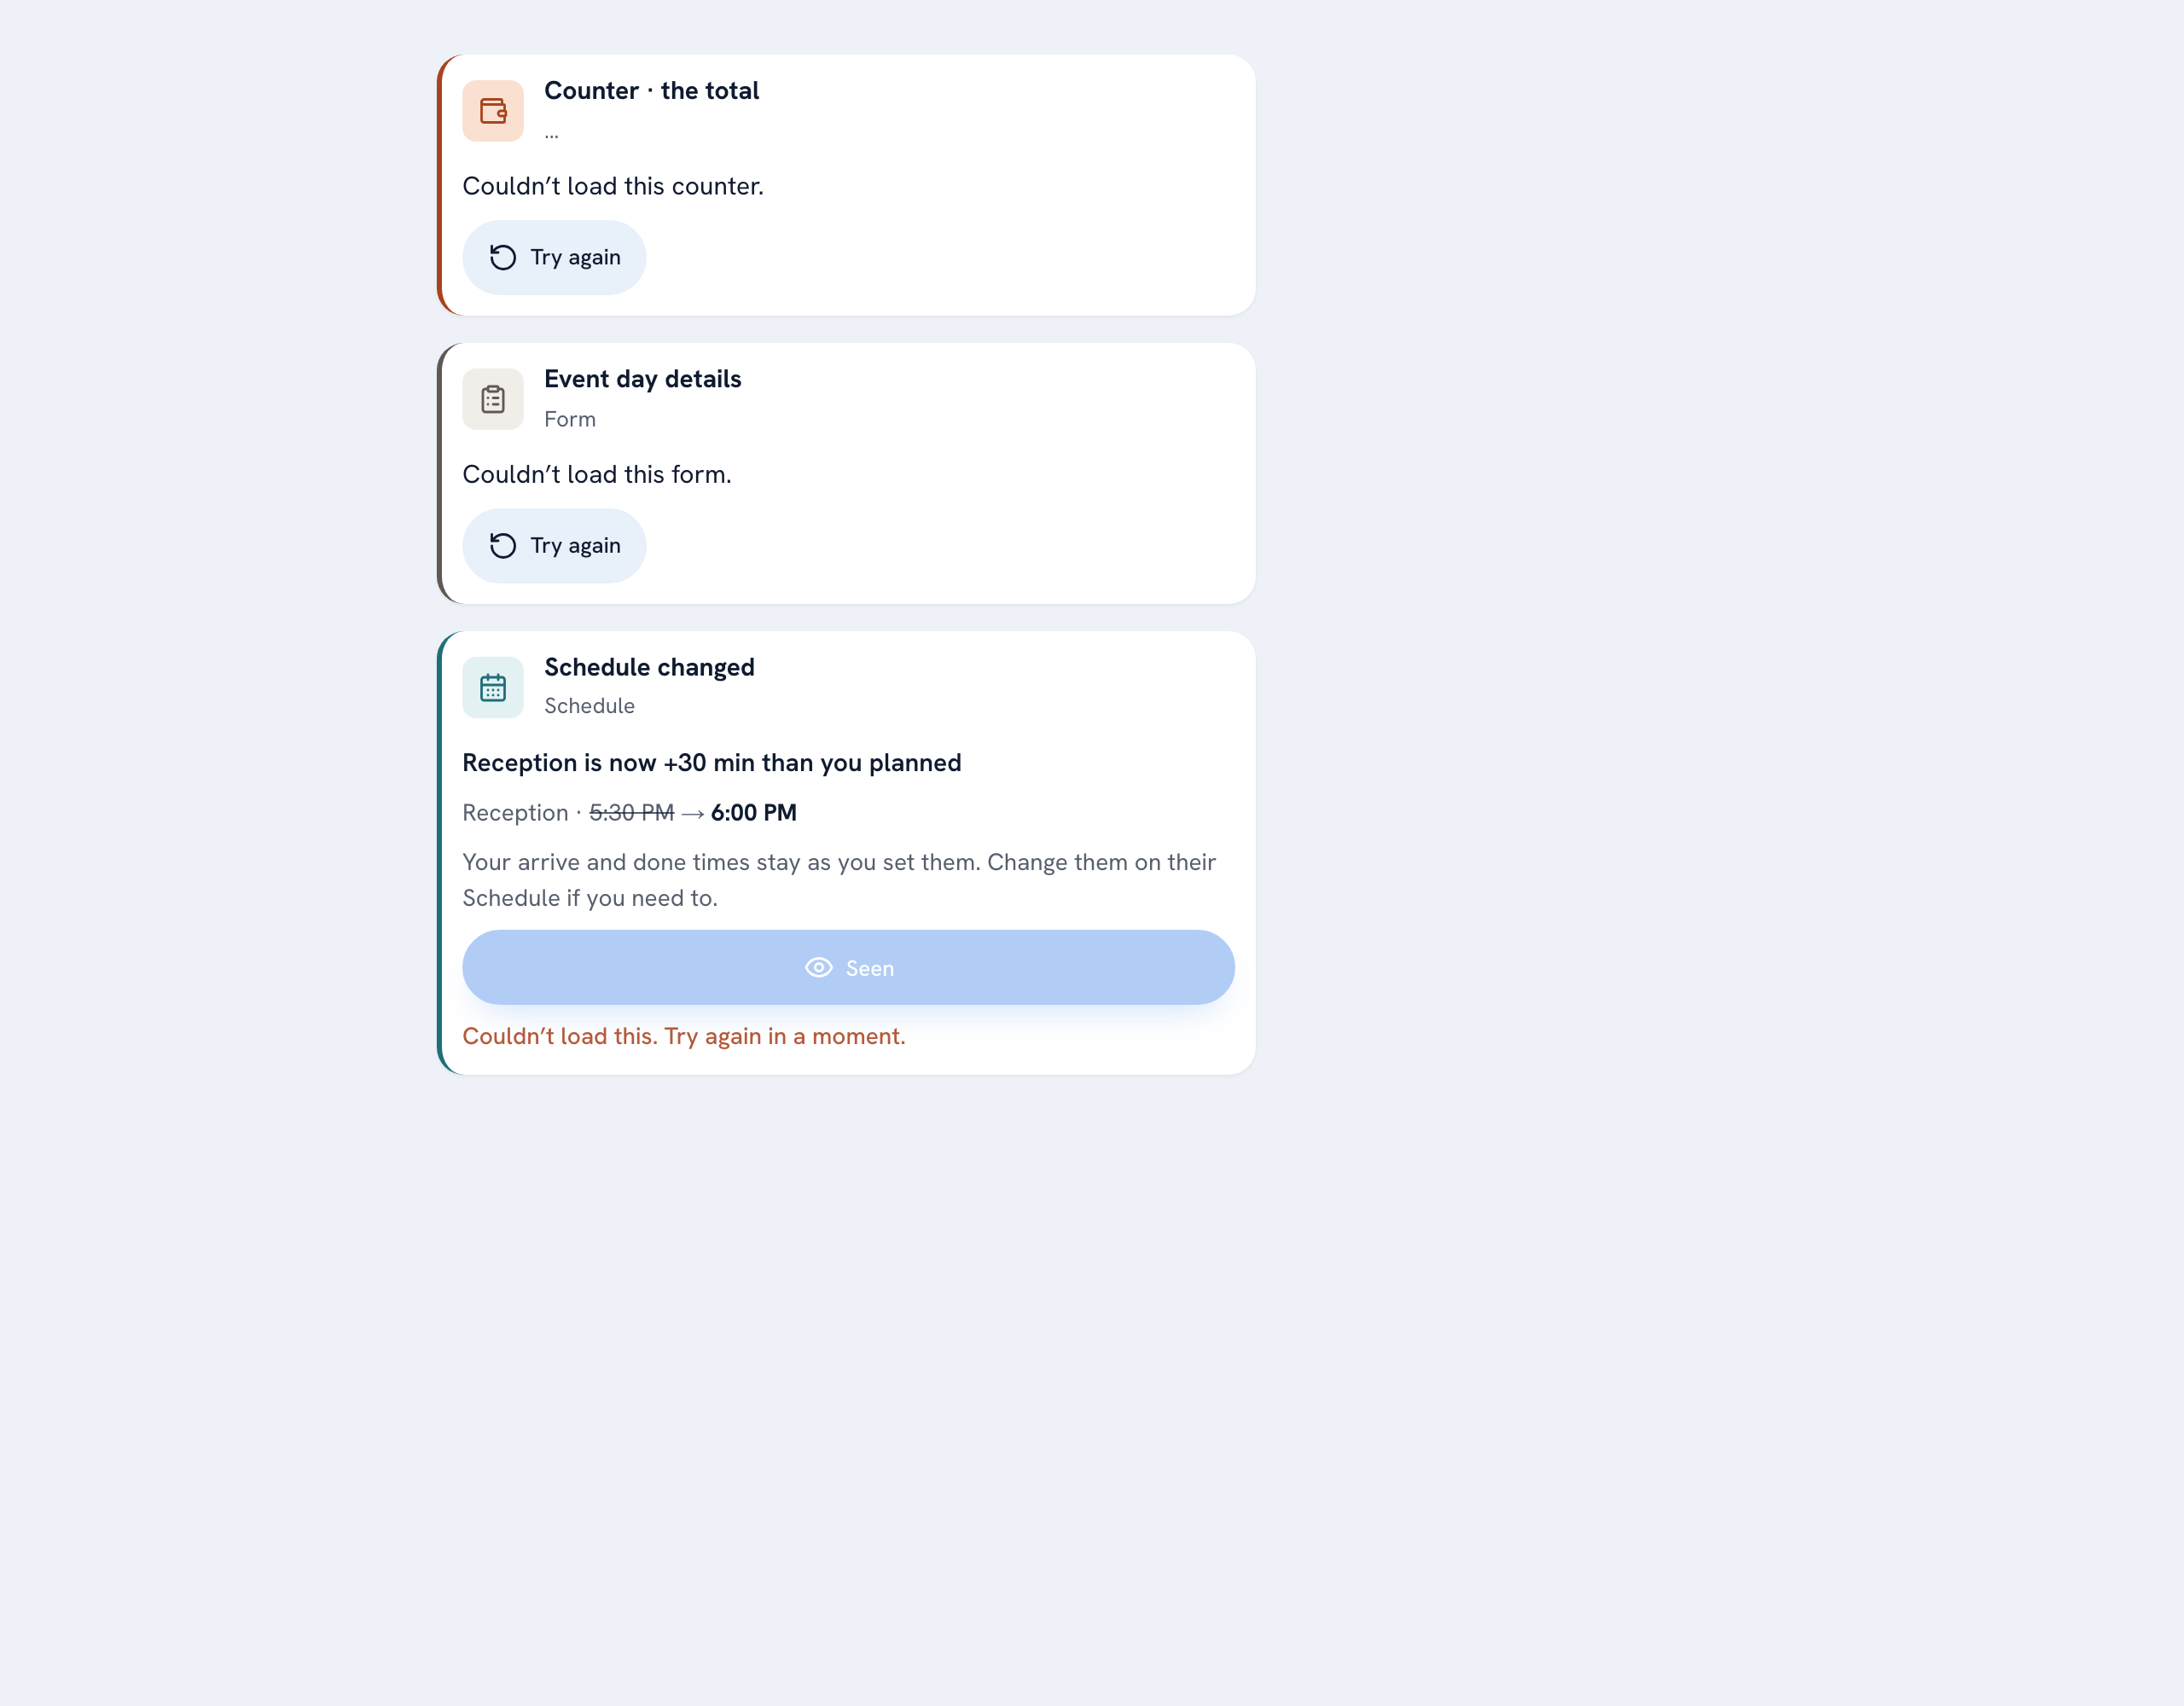 Counter · the total
...
Couldn’t load this counter.
Try again
Event day details
Form
Couldn’t load this form.
Try again
Schedule changed
Schedule
Reception is now +30 min than you planned
Reception · 5:30 PM → 6:00 PM
Your arrive and done times stay as you set them. Change them on their
Schedule if you need to.
Seen
Couldn’t load this. Try again in a moment.